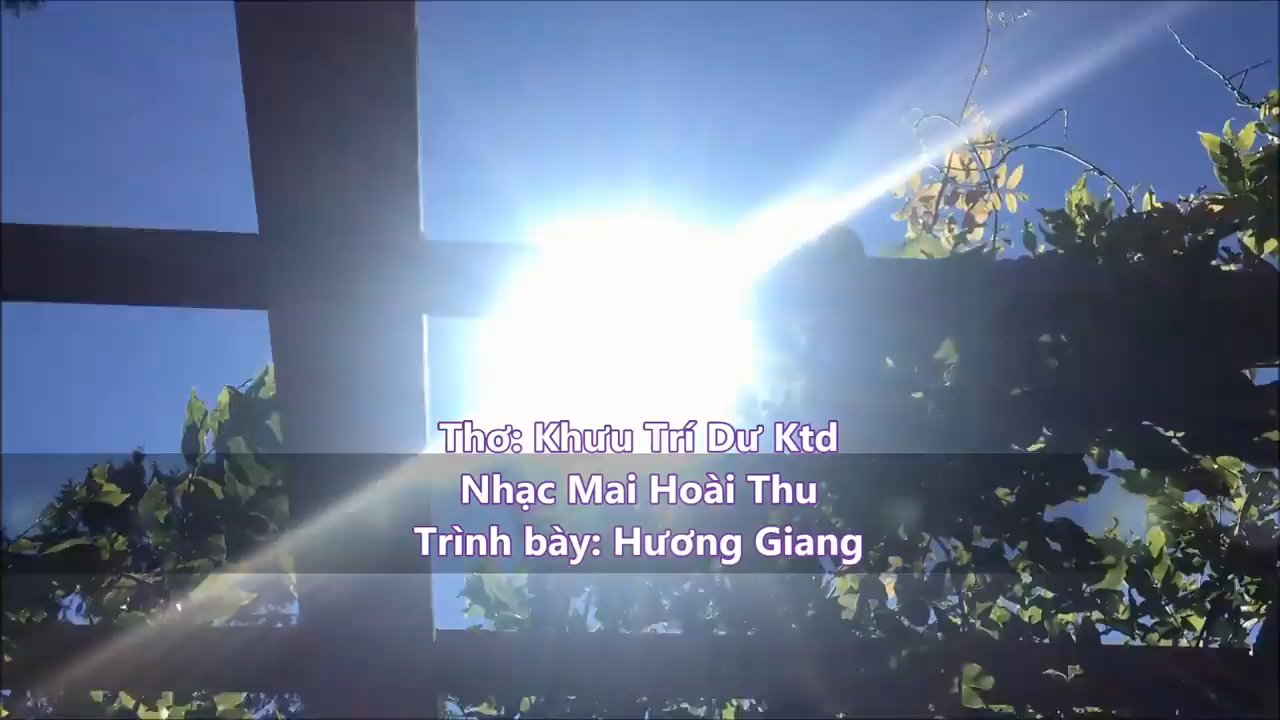 Thơ: Khưu Trí Dư Ktd
Nhạc Mai Hoài Thu
Trình bày: Hương Giang